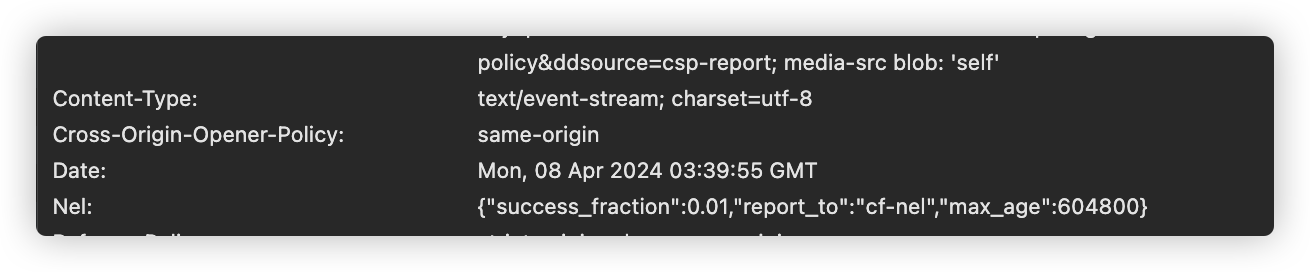 policy&ddsource=csp-report; media-src blob: 'self'
Content-Type: text/event-stream; charset=utf-8
Cross-Origin-Opener-Policy: same-origin
Date: Mon, 08 Apr 2024 03:39:55 GMT
Nel: {"success_fraction":0.01,"report_to":"cf-nel","max_age":604800}